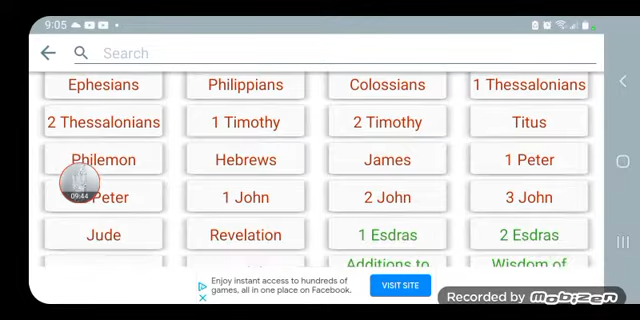 9:05
Search
Ephesians
Philippians
Colossians
1 Thessalonians
2 Thessalonians
1 Timothy
2 Timothy
Titus
Philemon
Hebrews
James
1 Peter
09:44
Peter
1 John
2 John
3 John
Jude
Revelation
1 Esdras
2 Esdras
Additions to
Wisdom of
Enjoy instant access to hundreds of
games, all in one place on Facebook.
VISIT SITE
Recorded by Mobizen